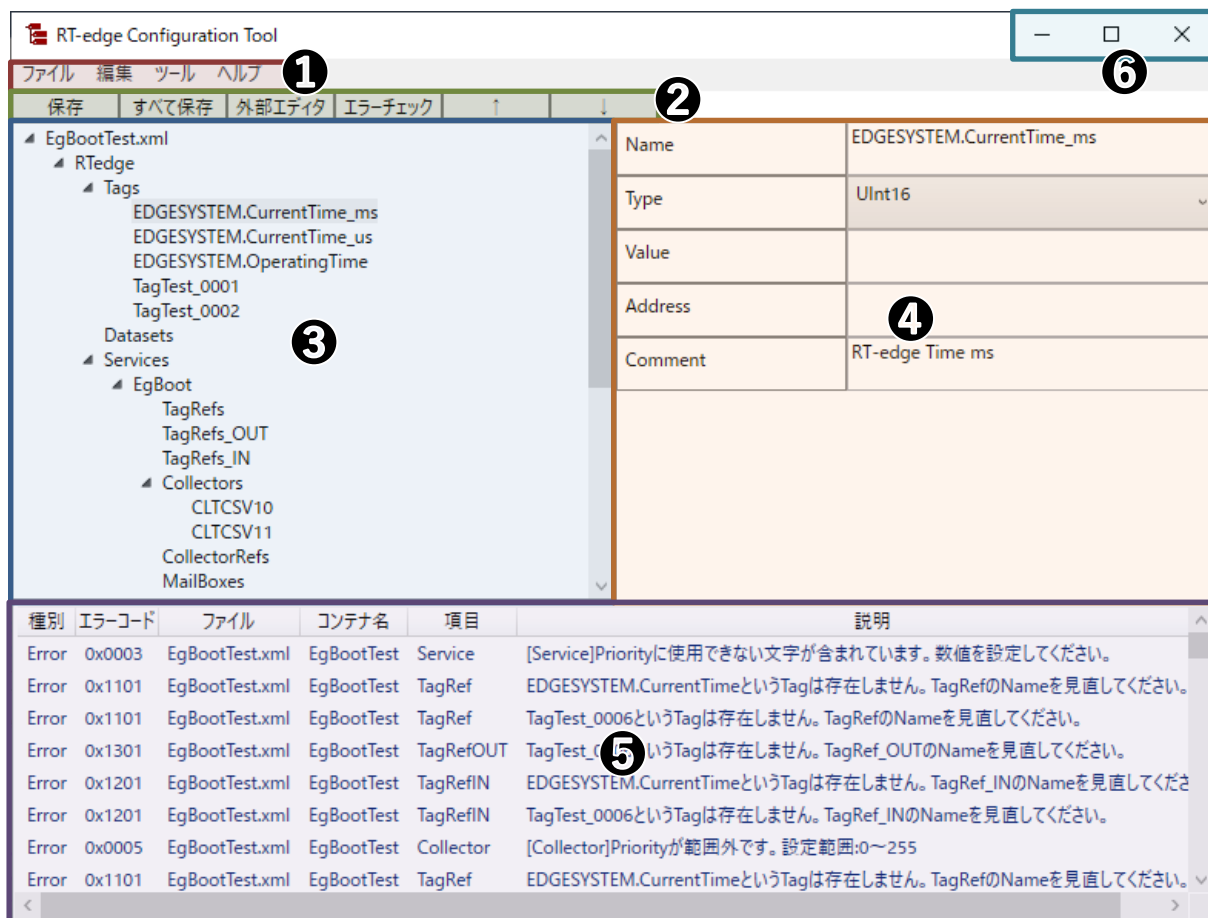 RT-edge Configuration Tool
6
ファイル 編集 ツール ヘルプ 1
保存 すべて保存 外部エディタ エラーチェック ↑ ↓ 2
EgBootTest.xml
RTedge
Tags
EDGESYSTEM.CurrentTime_ms
EDGESYSTEM.CurrentTime_us
EDGESYSTEM.OperatingTime
TagTest_0001
TagTest_0002
Datasets
3
Services
EgBoot
TagRefs
TagRefs_OUT
TagRefs_IN
Collectors
CLTCSV10
CLTCSV11
CollectorRefs
MailBoxes
Name EDGESYSTEM.CurrentTime_ms
Type UInt16
Value
Address
4
Comment RT-edge Time ms
種別 エラーコード ファイル コンテナ名 項目 説明
Error 0x0003 EgBootTest.xml EgBootTest Service [Service]Priorityに使用できない文字が含まれています。数値を設定してください。
Error 0x1101 EgBootTest.xml EgBootTest TagRef EDGESYSTEM.CurrentTimeというTagは存在しません。TagRefのNameを見直してください。
Error 0x1101 EgBootTest.xml EgBootTest TagRef TagTest_0006というTagは存在しません。TagRefのNameを見直してください。
Error 0x1301 EgBootTest.xml EgBootTest TagRefOUT というTagは存在しません。TagRef_OUTのNameを見直してください。
5
Error 0x1201 EgBootTest.xml EgBootTest TagRefIN EDGESYSTEM.CurrentTimeというTagは存在しません。TagRef_INのNameを見直してくださ
Error 0x1201 EgBootTest.xml EgBootTest TagRefIN TagTest_0006というTagは存在しません。TagRef_INのNameを見直してください。
Error 0x0005 EgBootTest.xml EgBootTest Collector [Collector]Priorityが範囲外です。設定範囲:0～255
Error 0x1101 EgBootTest.xml EgBootTest TagRef EDGESYSTEM.CurrentTimeというTagは存在しません。TagRefのNameを見直してください。